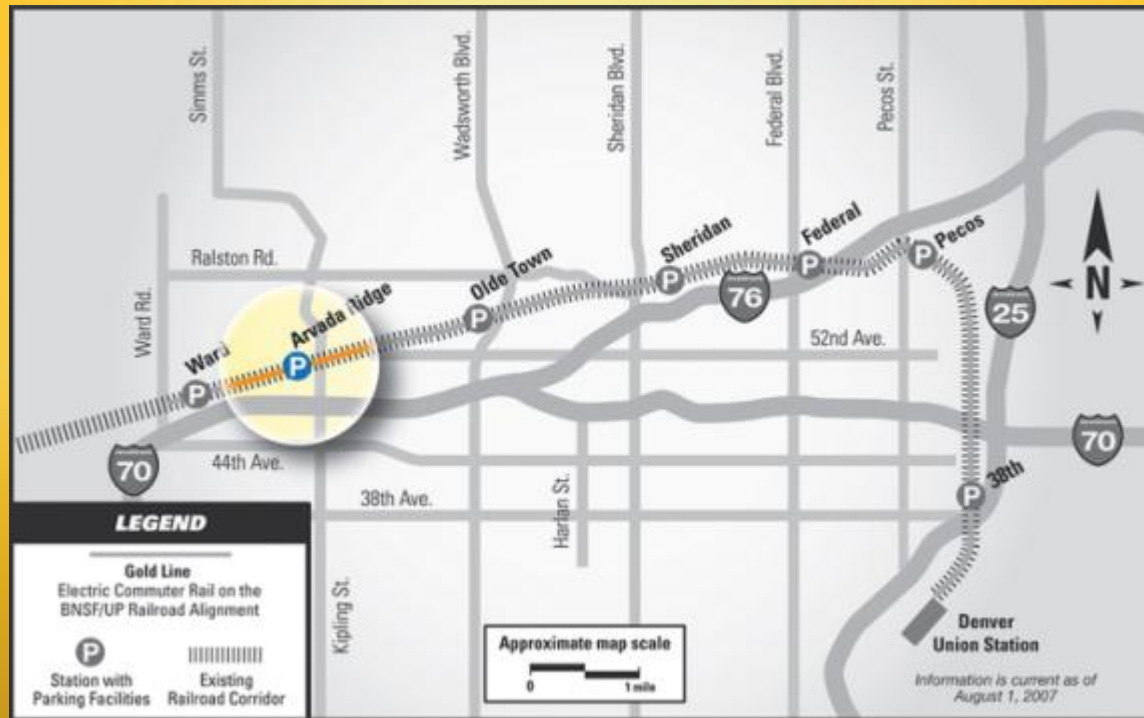 Simms St.
Wadsworth Blvd.
Sheridan Blvd.
Federal Blvd.
Pecos St.
Ralston Rd.
Ward Rd.
Ward
Arvada Ridge
Olde Town
Sheridan
Federal
Pecos
N
76
25
52nd Ave.
70
70
44th Ave.
38th Ave.
38th
Harlan St.
Kipling St.
P
P
P
P
P
P
P
Denver
Union Station
Information is current as of
August 1, 2007
Approximate map scale
0
1 mile
LEGEND
Gold Line
Electric Commuter Rail on the
BNSF/UP Railroad Alignment
P
Station with
Parking Facilities
Existing
Railroad Corridor